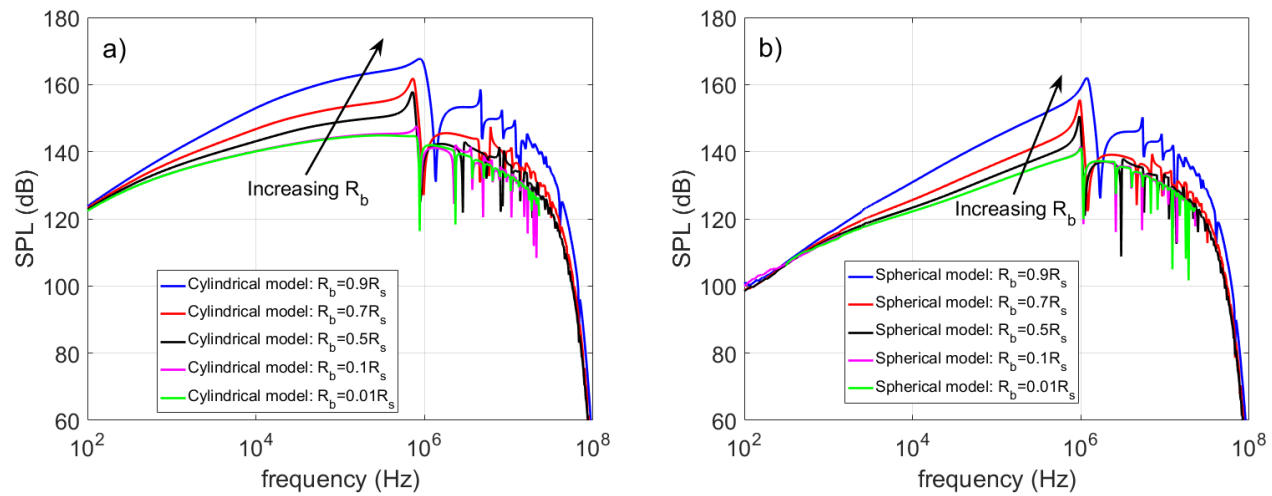 a)
180
160
140
120
100
80
60
SPL (dB)
Increasing R_b
Cylindrical model: R_b=0.9R_s
Cylindrical model: R_b=0.7R_s
Cylindrical model: R_b=0.5R_s
Cylindrical model: R_b=0.1R_s
Cylindrical model: R_b=0.01R_s
10^2 10^4 10^6 10^8
frequency (Hz)
b)
180
160
140
120
100
80
60
SPL (dB)
Increasing R_b
Spherical model: R_b=0.9R_s
Spherical model: R_b=0.7R_s
Spherical model: R_b=0.5R_s
Spherical model: R_b=0.1R_s
Spherical model: R_b=0.01R_s
10^2 10^4 10^6 10^8
frequency (Hz)